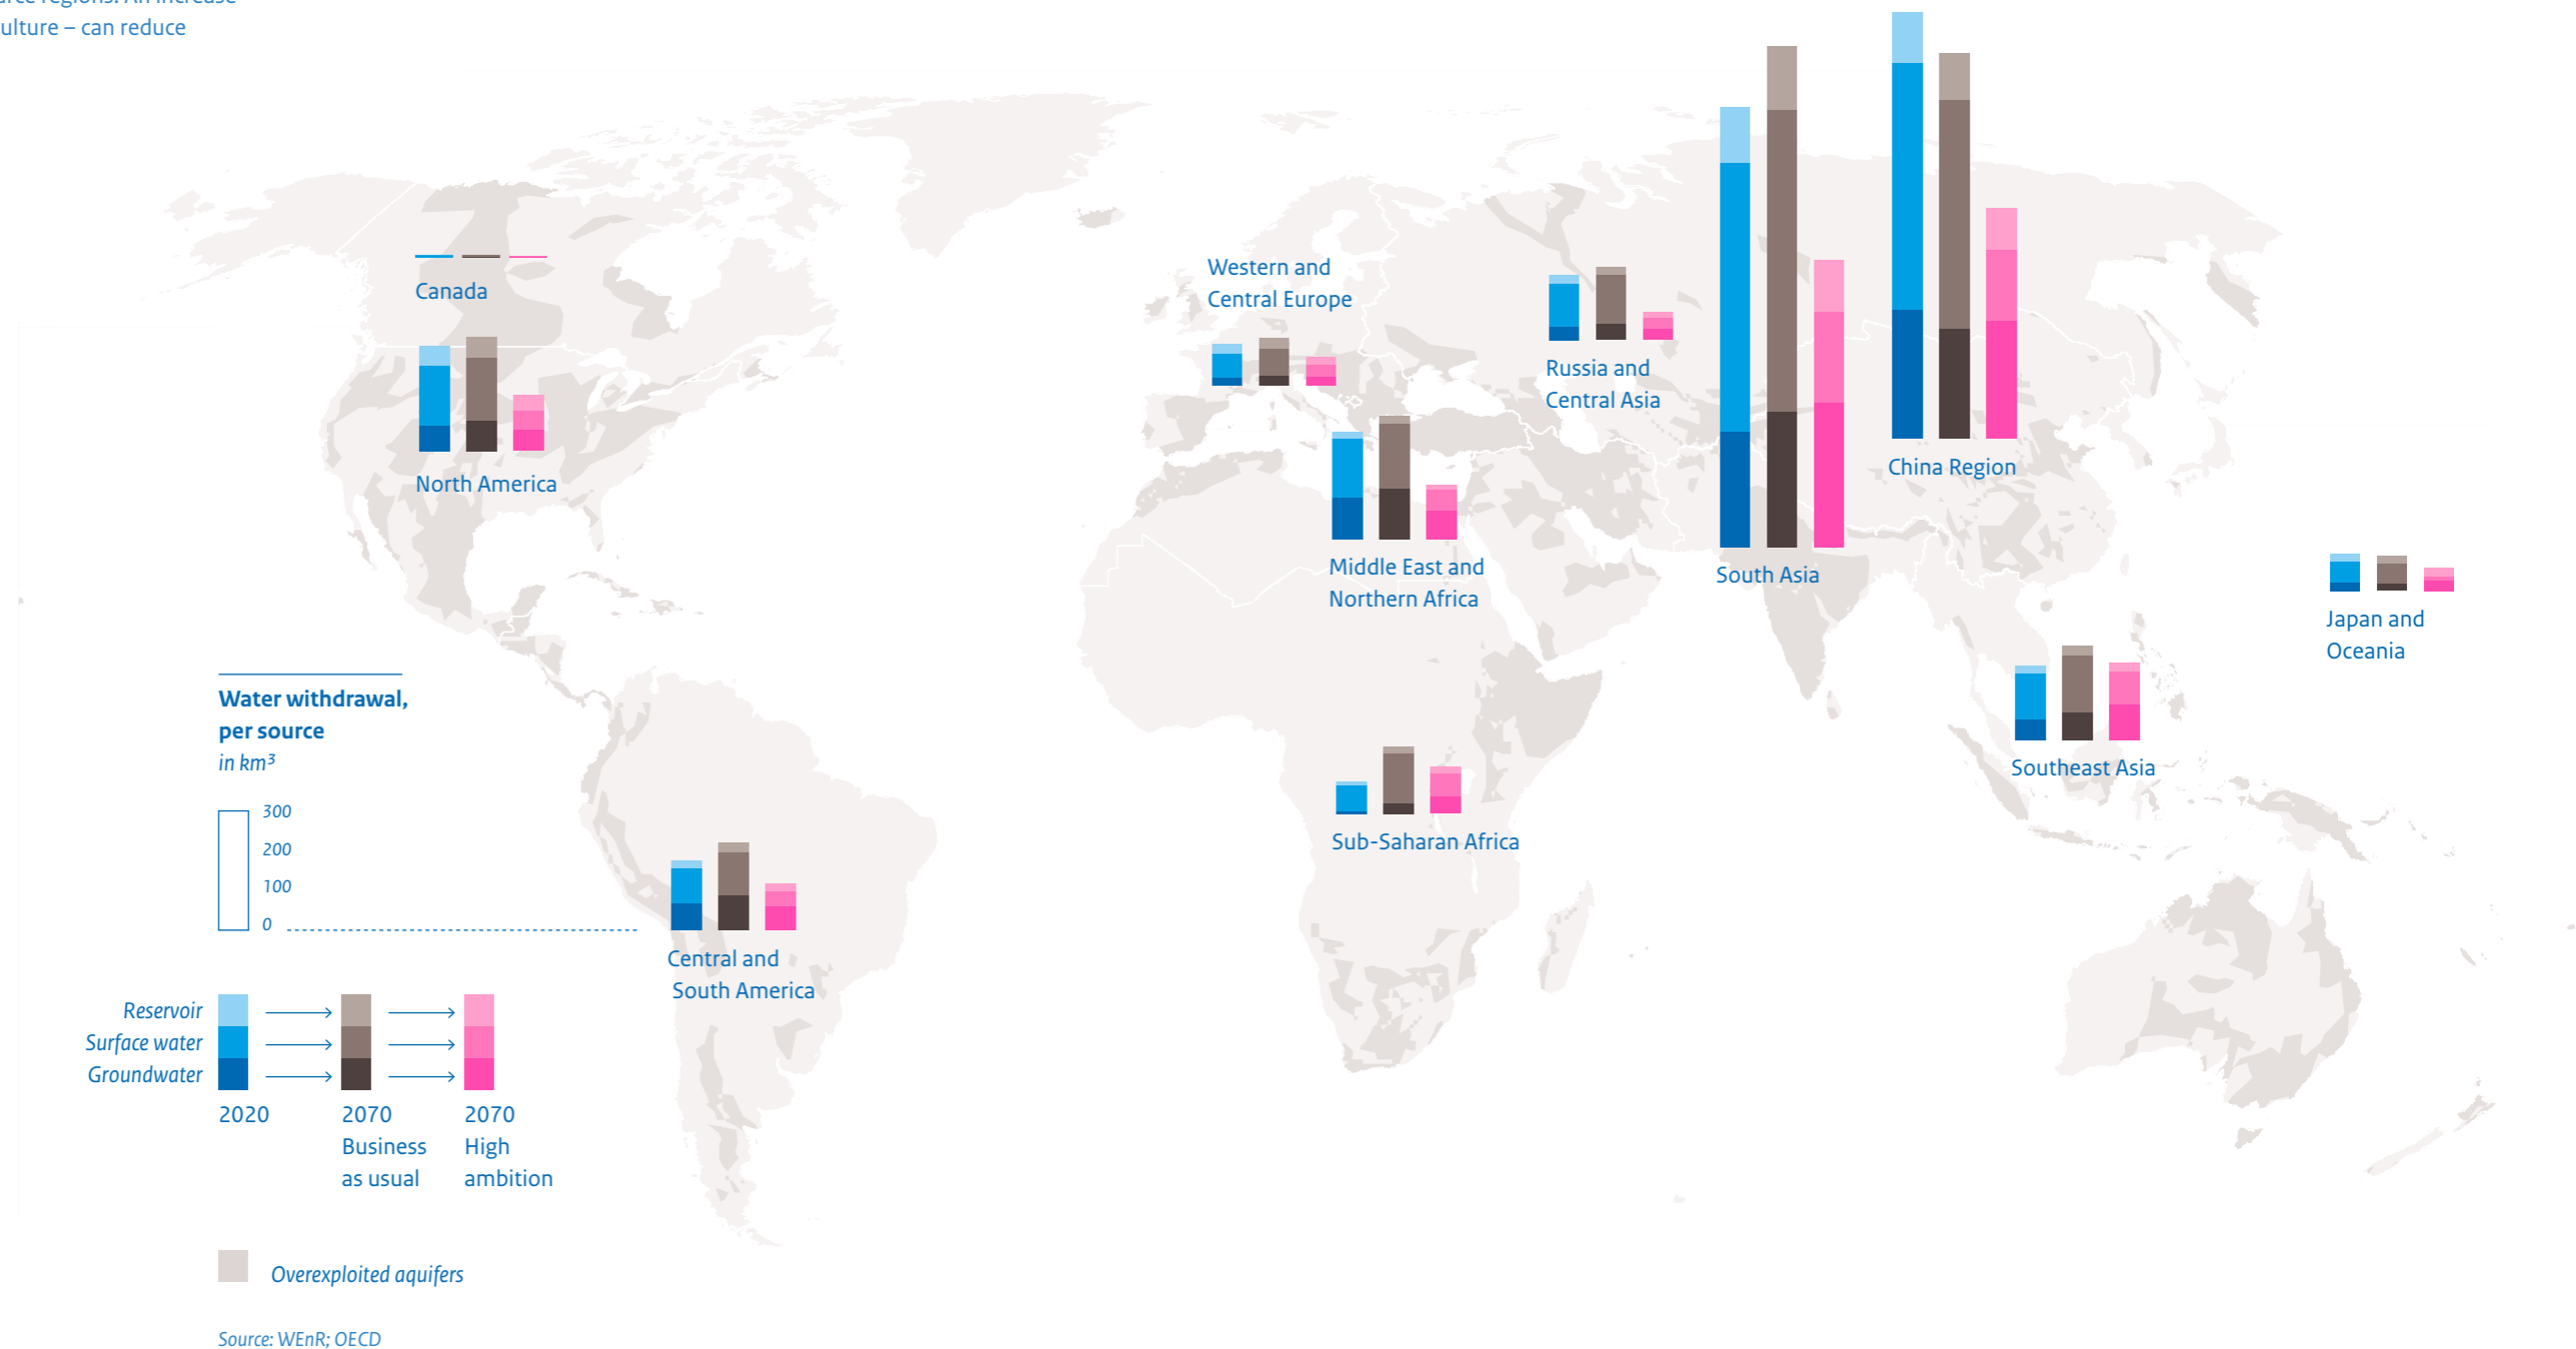 ulture – can reduce
Canada
North America
Western and
Central Europe
Russia and
Central Asia
China Region
South Asia
Middle East and
Northern Africa
Japan and
Oceania
Southeast Asia
Sub-Saharan Africa
Central and
South America
Water withdrawal,
per source
in km³
300
200
100
0
Reservoir
Surface water
Groundwater
2020
2070
Business
as usual
2070
High
ambition
Overexploited aquifers
Source: WEnR; OECD